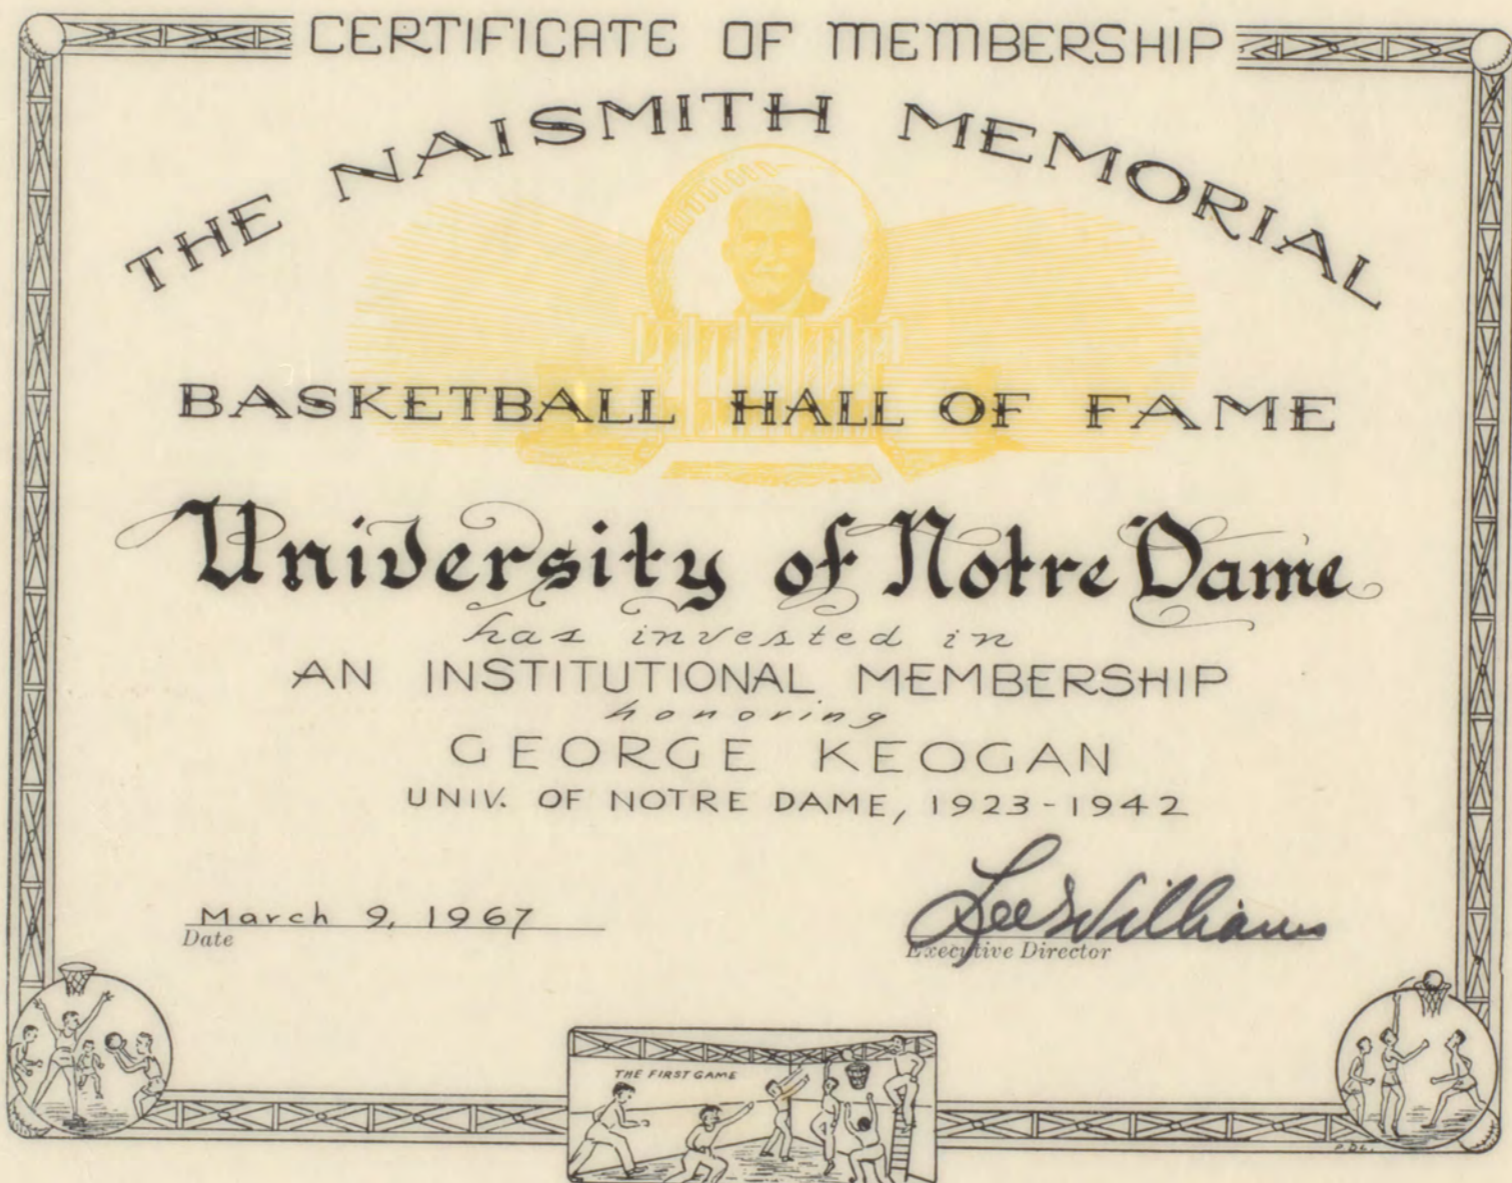 CERTIFICATE OF MEMBERSHIP
THE NAISMITH MEMORIAL
BASKETBALL HALL OF FAME
University of Notre Dame
has invested in
AN INSTITUTIONAL MEMBERSHIP
honoring
GEORGE KEOGAN
UNIV. OF NOTRE DAME, 1923-1942
March 9, 1967
Date
Lee Williams
Executive Director
THE FIRST GAME